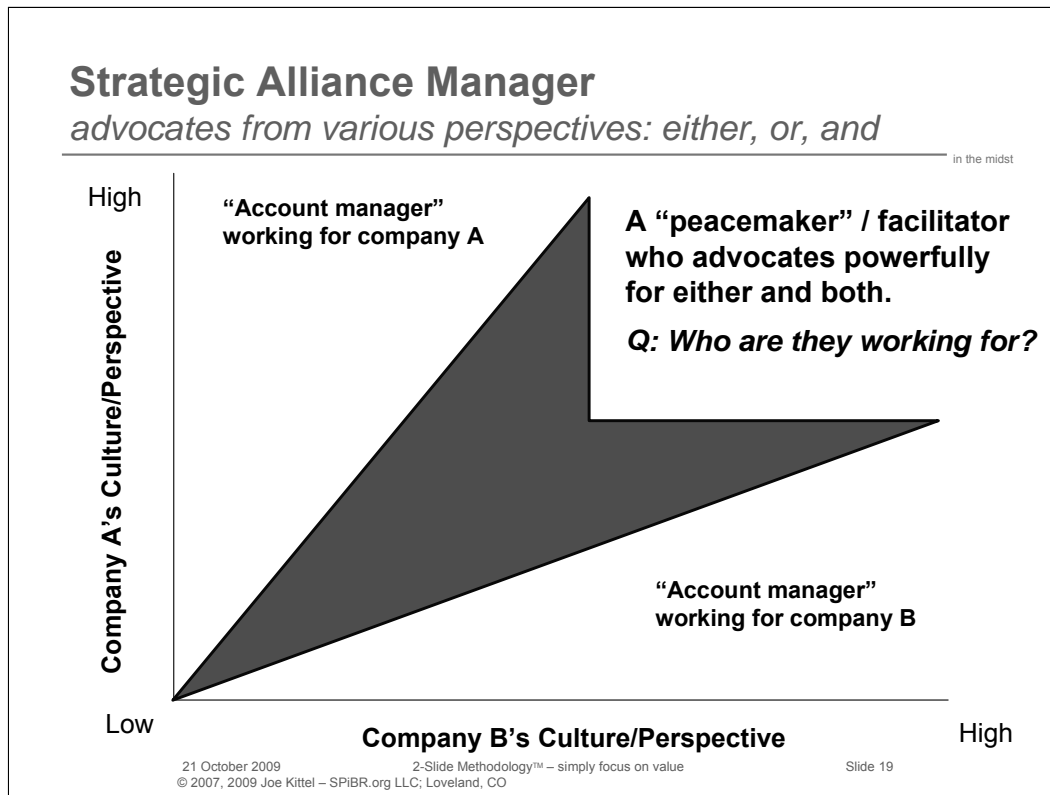 Strategic Alliance Manager
advocates from various perspectives: either, or, and
in the midst
High
“Account manager”
working for company A
A “peacemaker” / facilitator
who advocates powerfully
for either and both.
Q: Who are they working for?
Company A’s Culture/Perspective
“Account manager”
working for company B
Low
Company B’s Culture/Perspective
High
21 October 2009
2-Slide Methodology™ – simply focus on value
Slide 19
© 2007, 2009 Joe Kittel – SPiBR.org LLC; Loveland, CO